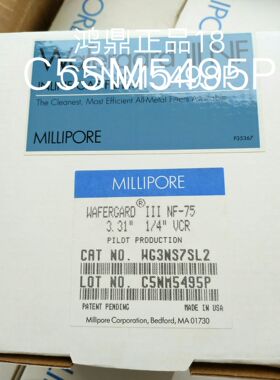 鸿鼎正品18
C5SNM5495P
The Cleanest, Most Efficient All-Metal Filters Available
MILLIPORE
P35367
MILLIPORE
WAFERGARD® III NF-75
3.31" 1/4" VCR
PILOT PRODUCTION
CAT NO. WG3NS7SL2
LOT NO. C5NM5495P
PATENT PENDING
MADE IN USA
Millipore Corporation, Bedford, MA 01730